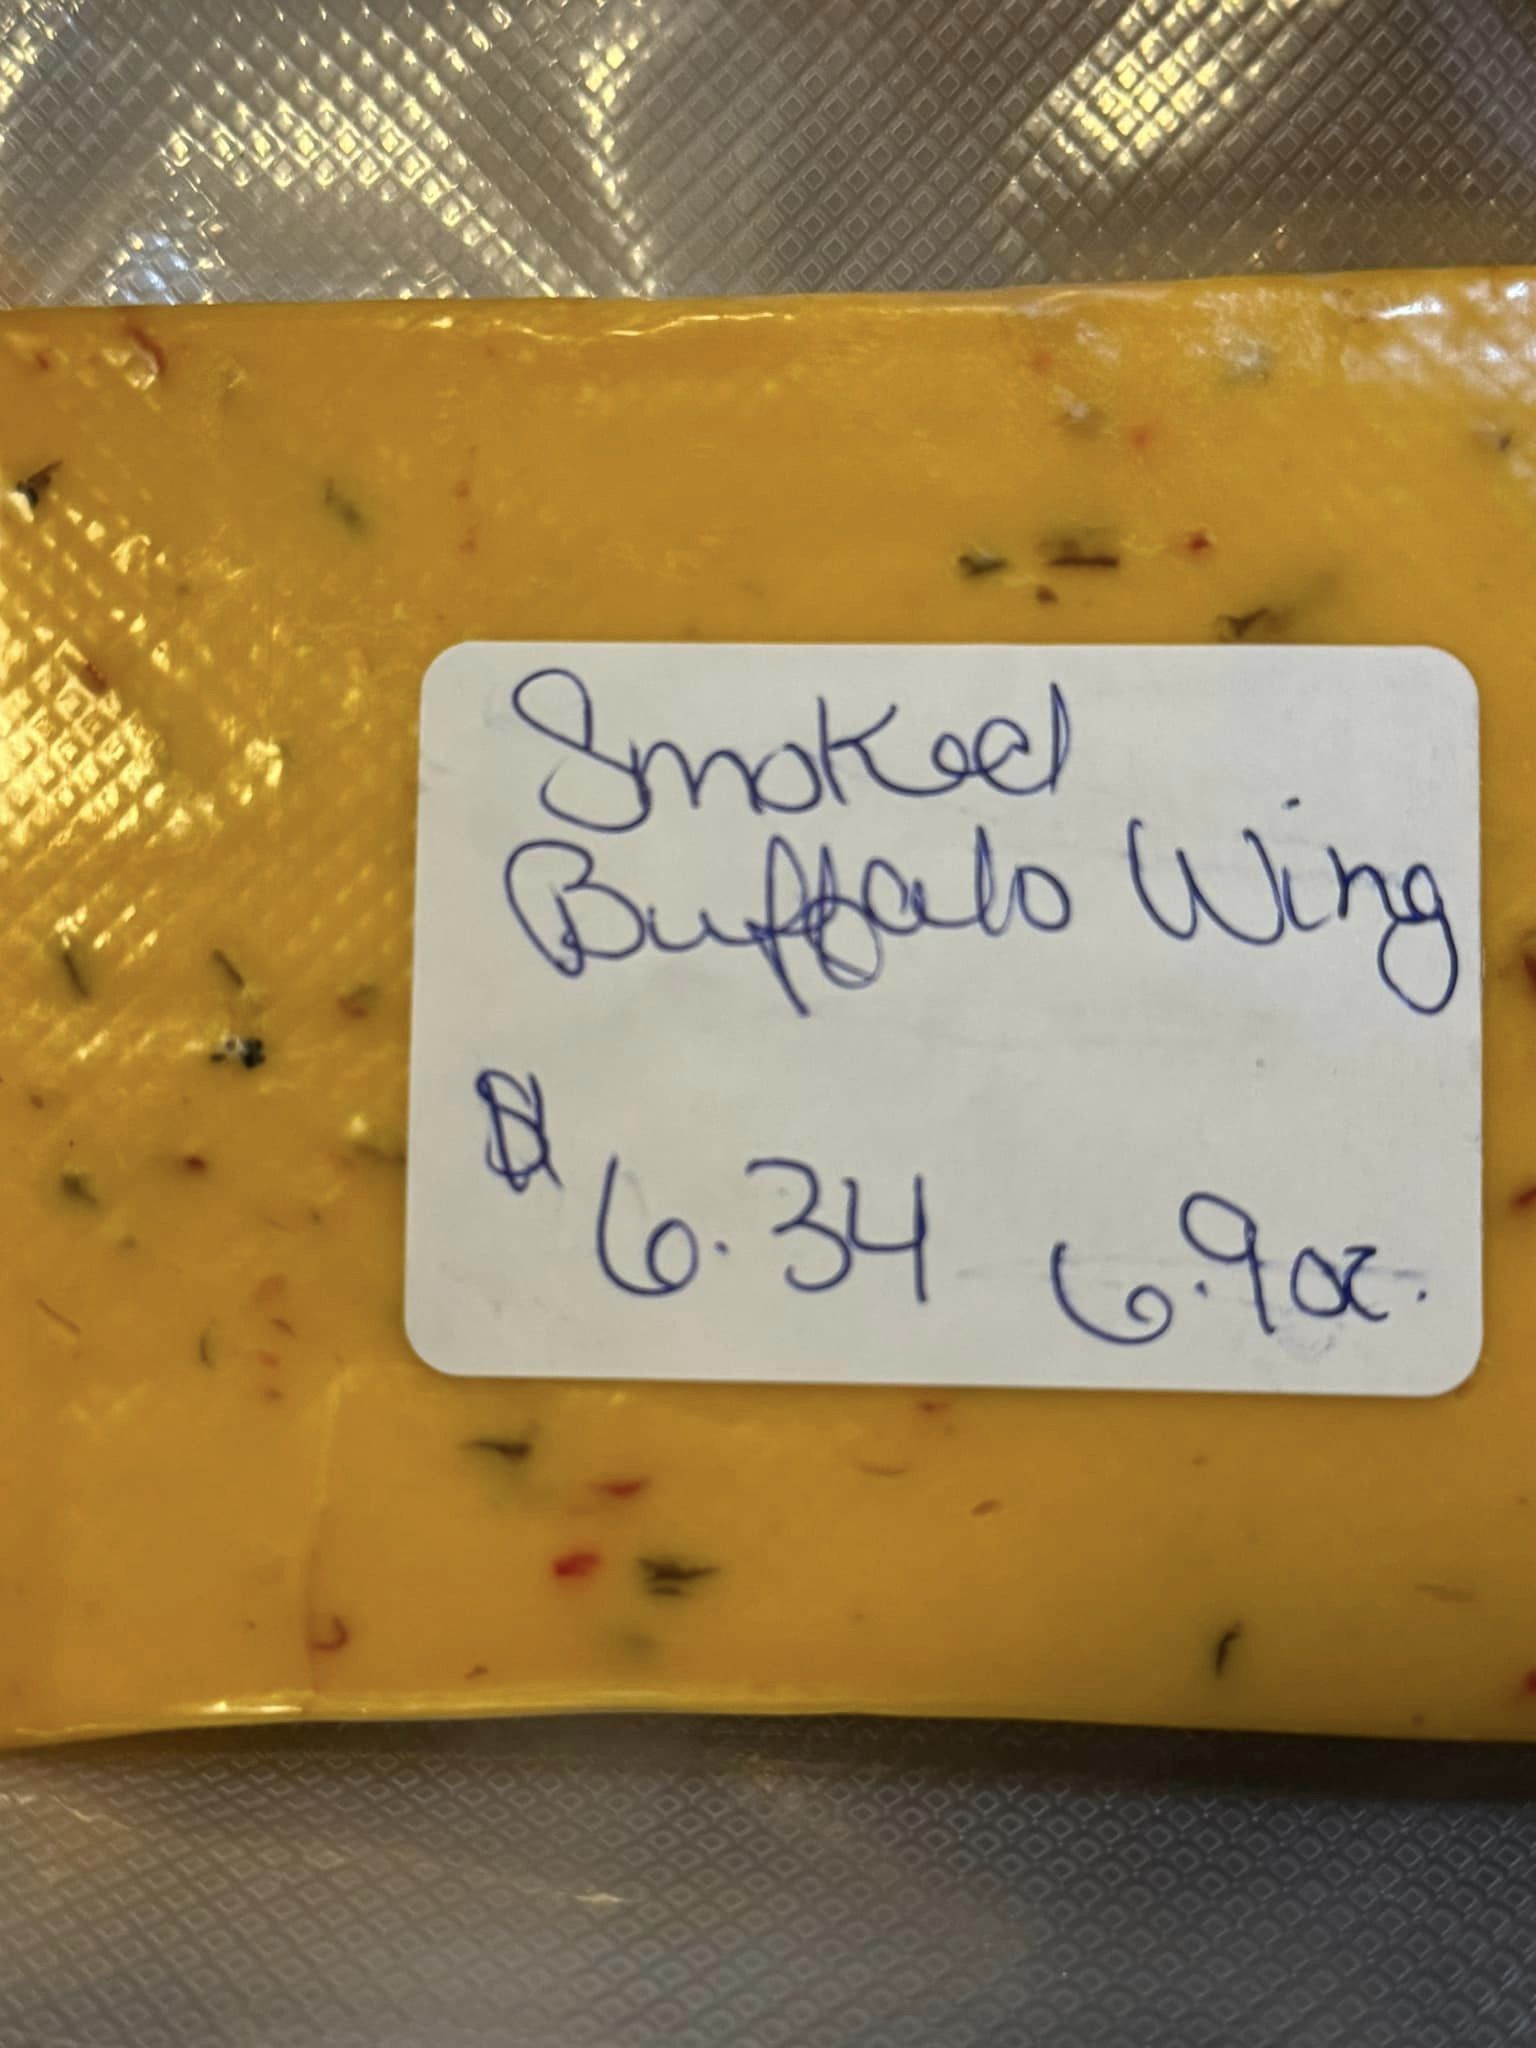 Smoked
Buffalo Wing
$6.34 6.9oz.